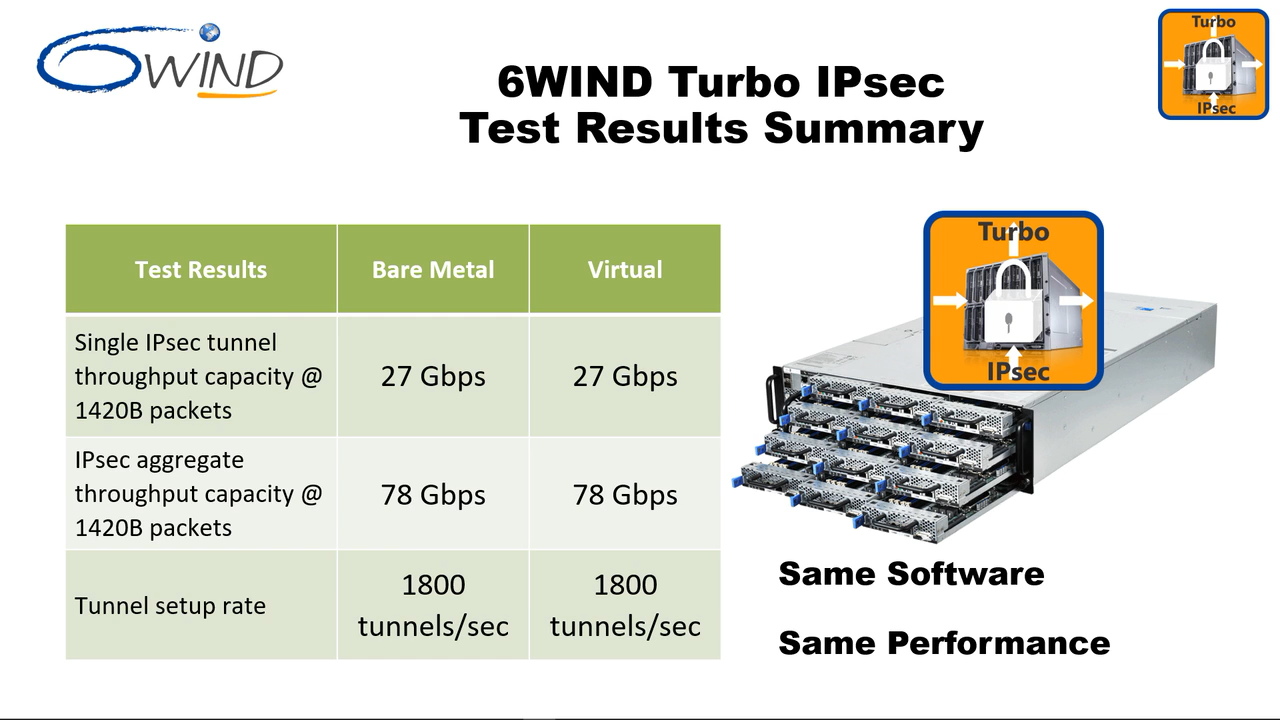 6WIND
Turbo
IPsec
6WIND Turbo IPsec
Test Results Summary
Test Results
Bare Metal
Virtual
Single IPsec tunnel
throughput capacity @
1420B packets
27 Gbps
27 Gbps
IPsec aggregate
throughput capacity @
1420B packets
78 Gbps
78 Gbps
Tunnel setup rate
1800
tunnels/sec
1800
tunnels/sec
Turbo
IPsec
Same Software
Same Performance